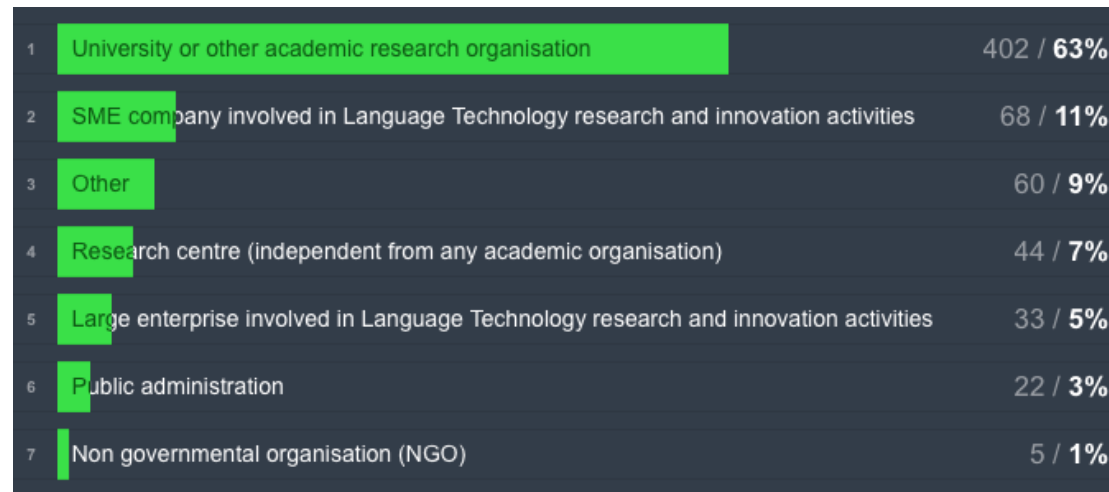 1 University or other academic research organisation 402 / 63%
2 SME company involved in Language Technology research and innovation activities 68 / 11%
3 Other 60 / 9%
4 Research centre (independent from any academic organisation) 44 / 7%
5 Large enterprise involved in Language Technology research and innovation activities 33 / 5%
6 Public administration 22 / 3%
7 Non governmental organisation (NGO) 5 / 1%